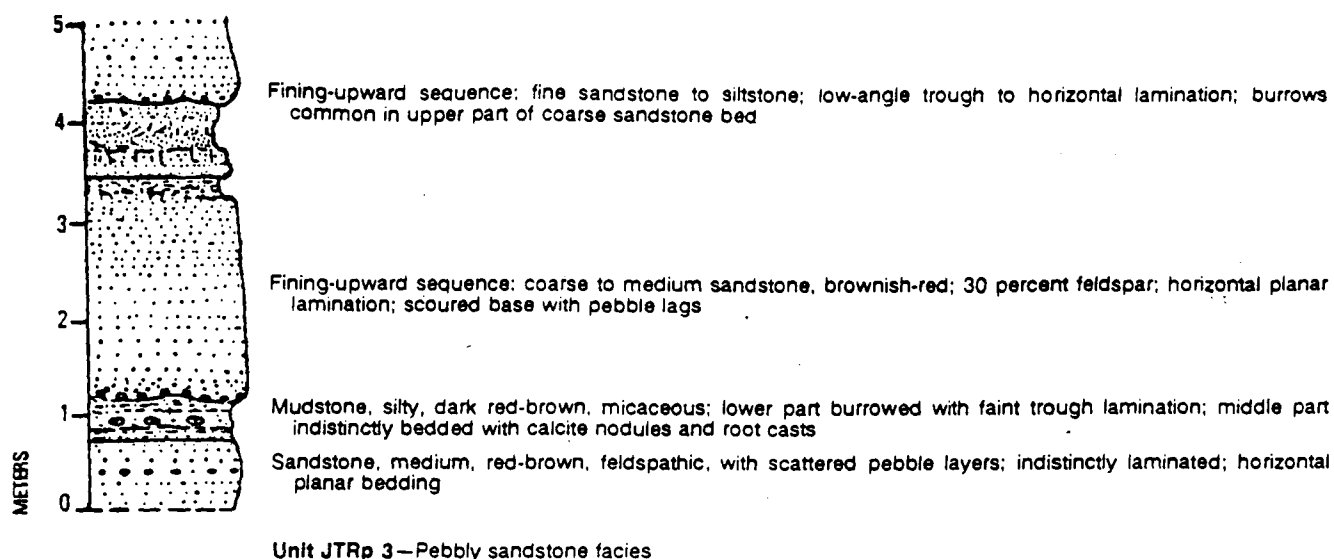 5
Fining-upward sequence: fine sandstone to siltstone; low-angle trough to horizontal lamination; burrows
common in upper part of coarse sandstone bed
4
3
Fining-upward sequence: coarse to medium sandstone, brownish-red; 30 percent feldspar; horizontal planar
lamination; scoured base with pebble lags
2
1
Mudstone, silty, dark red-brown, micaceous; lower part burrowed with faint trough lamination; middle part
indistinctly bedded with calcite nodules and root casts
Sandstone, medium, red-brown, feldspathic, with scattered pebble layers; indistinctly laminated; horizontal
planar bedding
METERS
0
Unit JTRp 3—Pebbly sandstone facies